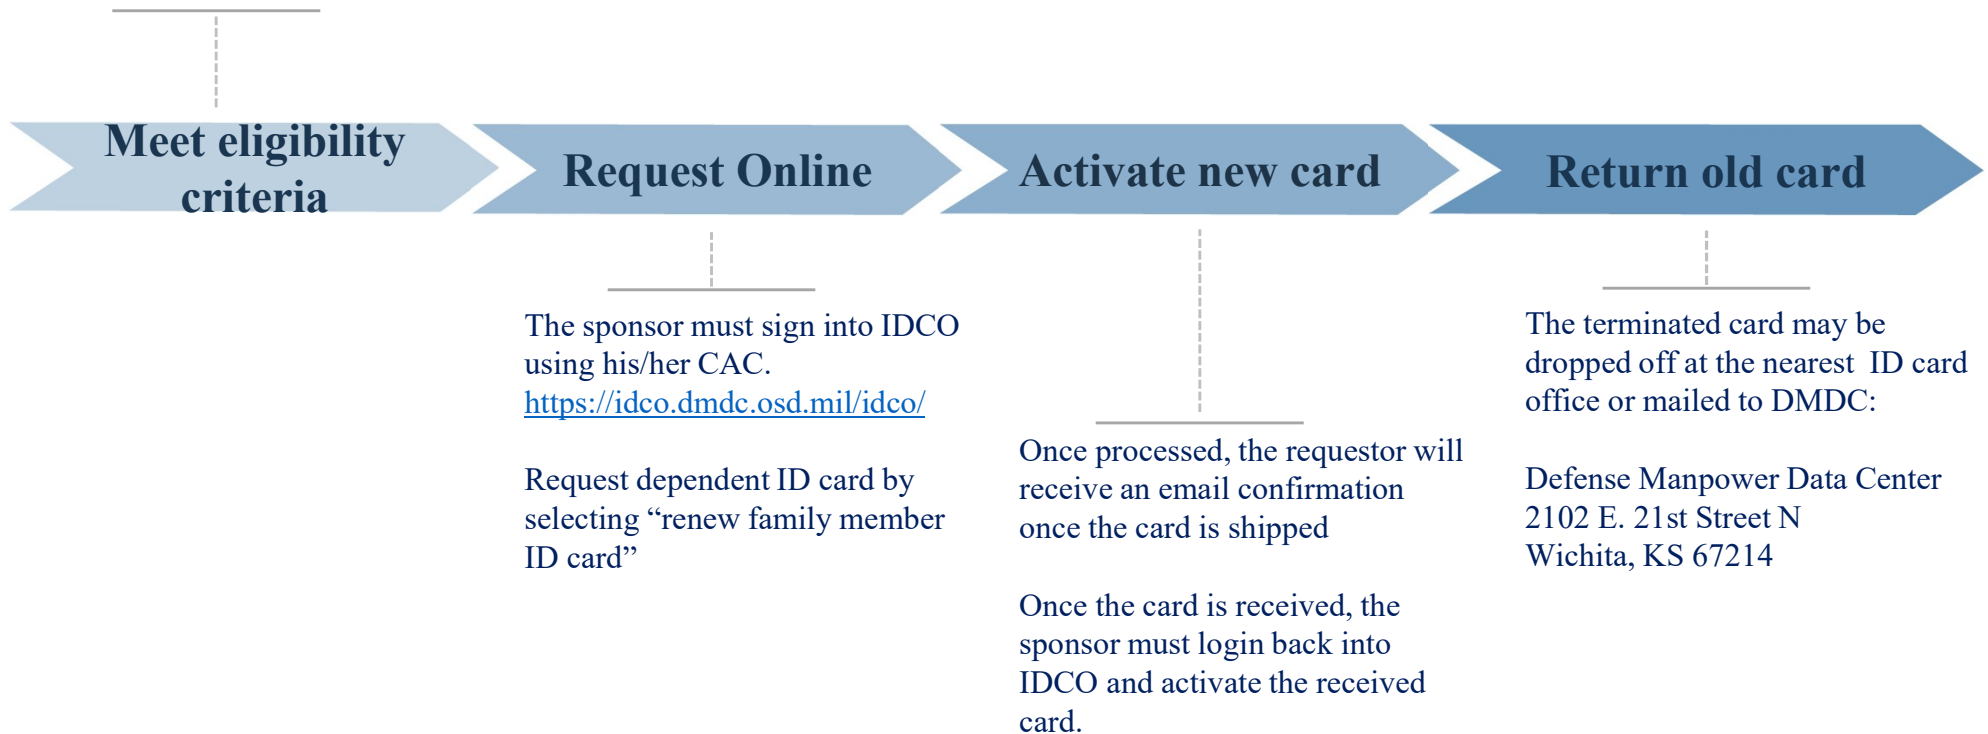 Meet eligibility
criteria
Request Online
Activate new card
Return old card
The sponsor must sign into IDCO
using his/her CAC.
https://idco.dmdc.osd.mil/idco/
Request dependent ID card by
selecting “renew family member
ID card”
Once processed, the requestor will
receive an email confirmation
once the card is shipped
Once the card is received, the
sponsor must login back into
IDCO and activate the received
card.
The terminated card may be
dropped off at the nearest  ID card
office or mailed to DMDC:
Defense Manpower Data Center
2102 E. 21st Street N
Wichita, KS 67214